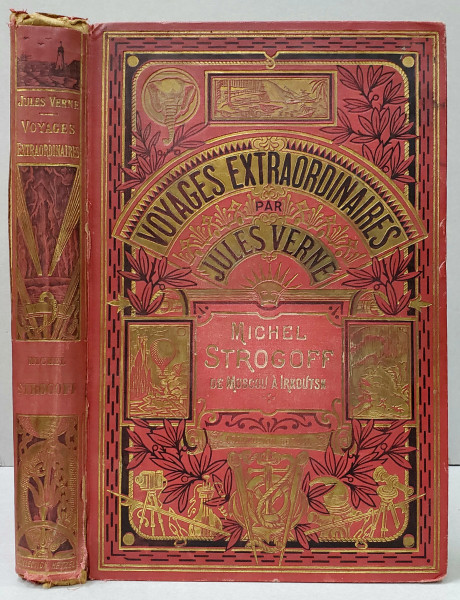 JULES VERNE
VOYAGES
EXTRAORDINAIRES
MICHEL
STROGOFF
VOYAGES EXTRAORDINAIRES
PAR
JULES VERNE
MICHEL
STROGOFF
DE MOSCOU À IRKOUTSK